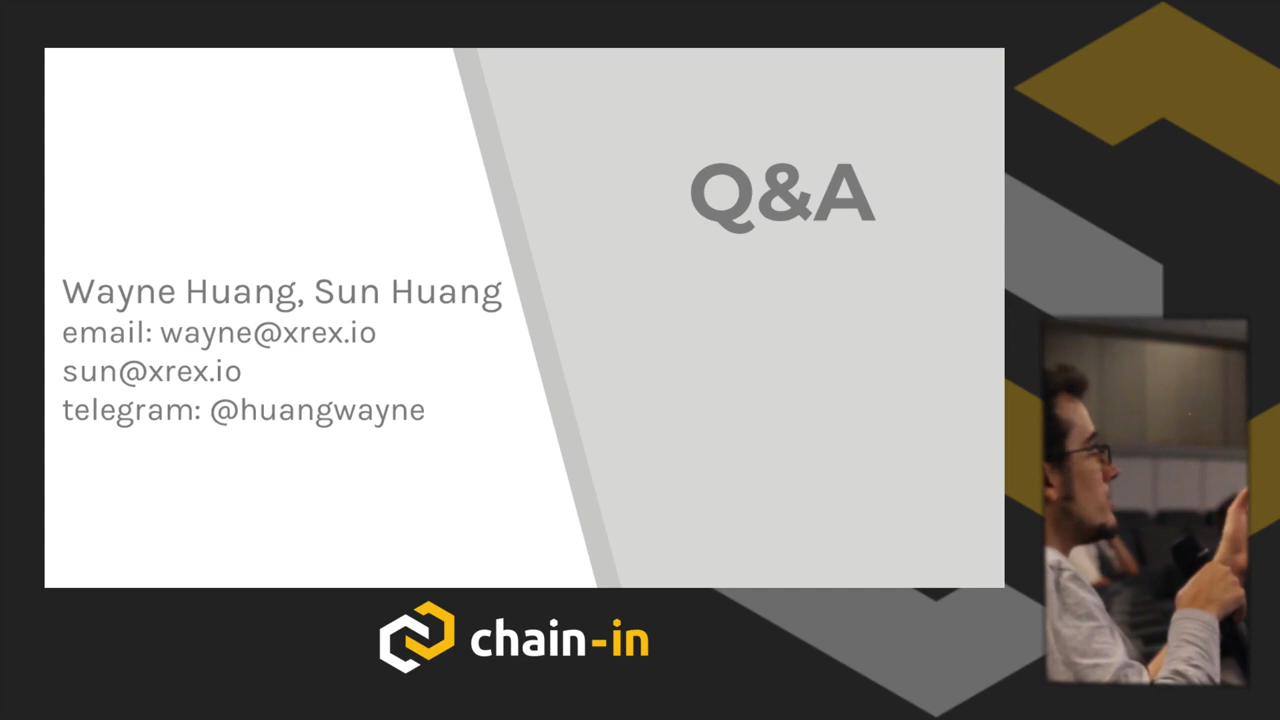 Q&A
Wayne Huang, Sun Huang
email: wayne@xrex.io
sun@xrex.io
telegram: @huangwayne
chain-in